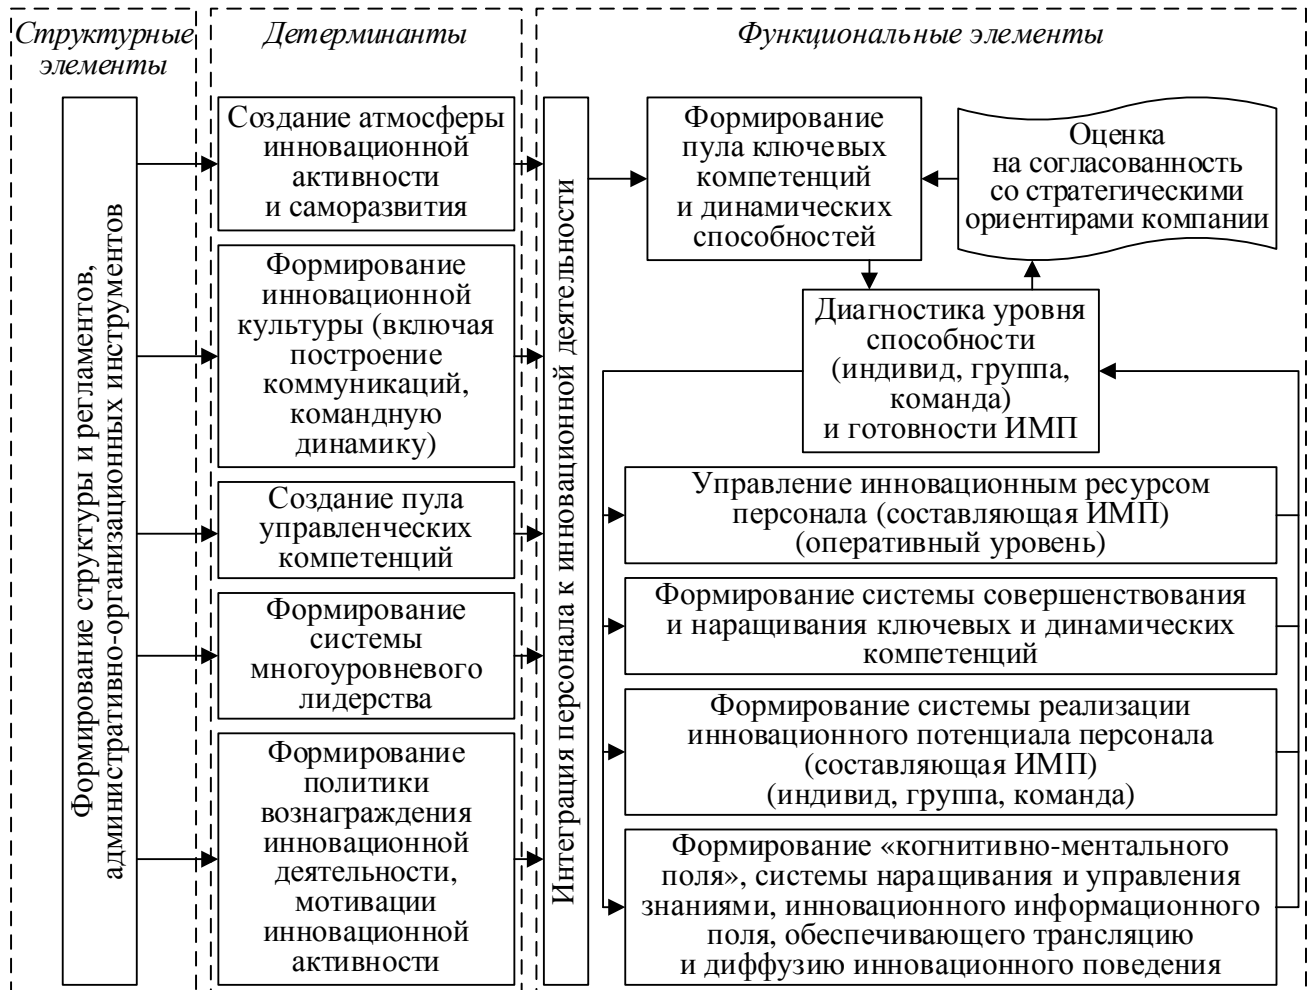 Структурные
элементы
Формирование структуры и регламентов,
административно-организационных инструментов
Детерминанты
Создание атмосферы
инновационной
активности
и саморазвития
Формирование
инновационной
культуры (включая
построение
коммуникаций,
командную
динамику)
Создание пула
управленческих
компетенций
Формирование
системы
многоуровневого
лидерства
Формирование
политики
вознаграждения
инновационной
деятельности,
мотивации
инновационной
активности
Функциональные элементы
Интеграция персонала к инновационной деятельности
Формирование
пула ключевых
компетенций
и динамических
способностей
Оценка
на согласованность
со стратегическими
ориентирами компании
Диагностика уровня
способности
(индивид, группа,
команда)
и готовности ИМП
Управление инновационным ресурсом
персонала (составляющая ИМП)
(оперативный уровень)
Формирование системы совершенствования
и наращивания ключевых и динамических
компетенций
Формирование системы реализации
инновационного потенциала персонала
(составляющая ИМП)
(индивид, группа, команда)
Формирование «когнитивно-ментального
поля», системы наращивания и управления
знаниями, инновационного информационного
поля, обеспечивающего трансляцию
и диффузию инновационного поведения